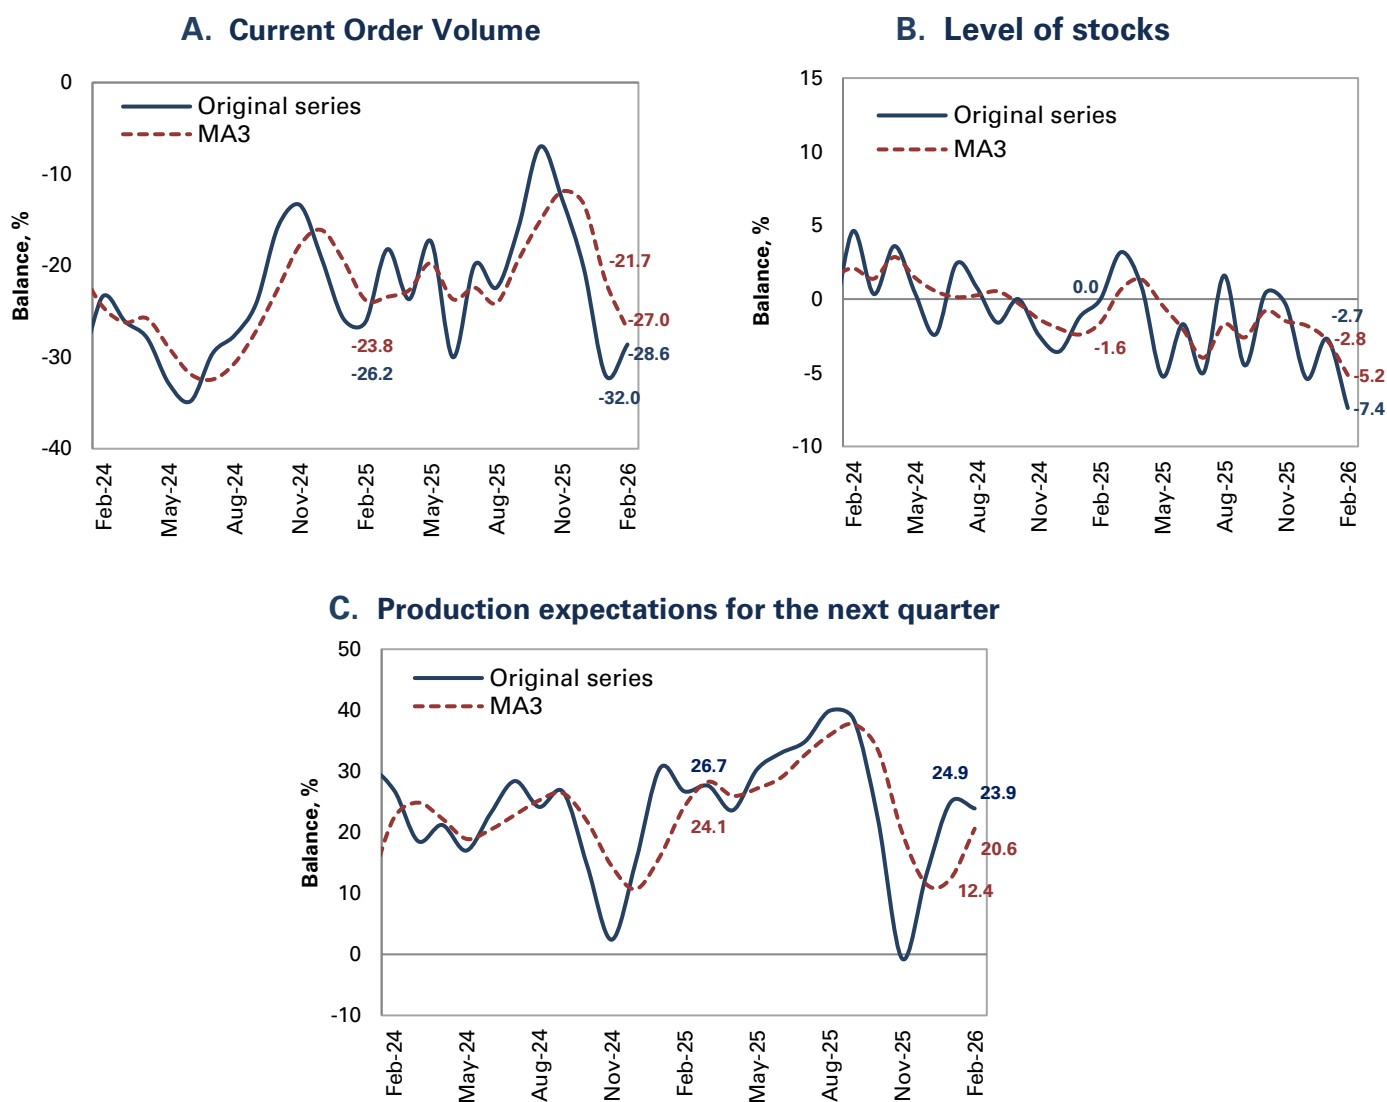 A. Current Order Volume
0
-10
-20
-30
-40
Balance, %
Original series
MA3
-21.7
-27.0
-28.6
-32.0
-23.8
-26.2
Feb-24
May-24
Aug-24
Nov-24
Feb-25
May-25
Aug-25
Nov-25
Feb-26
B. Level of stocks
15
10
5
0
-5
-10
Balance, %
Original series
MA3
0.0
-1.6
-2.7
-2.8
-5.2
-7.4
Feb-24
May-24
Aug-24
Nov-24
Feb-25
May-25
Aug-25
Nov-25
Feb-26
C. Production expectations for the next quarter
50
40
30
20
10
0
-10
Balance, %
Original series
MA3
26.7
24.1
24.9
23.9
20.6
12.4
Feb-24
May-24
Aug-24
Nov-24
Feb-25
May-25
Aug-25
Nov-25
Feb-26